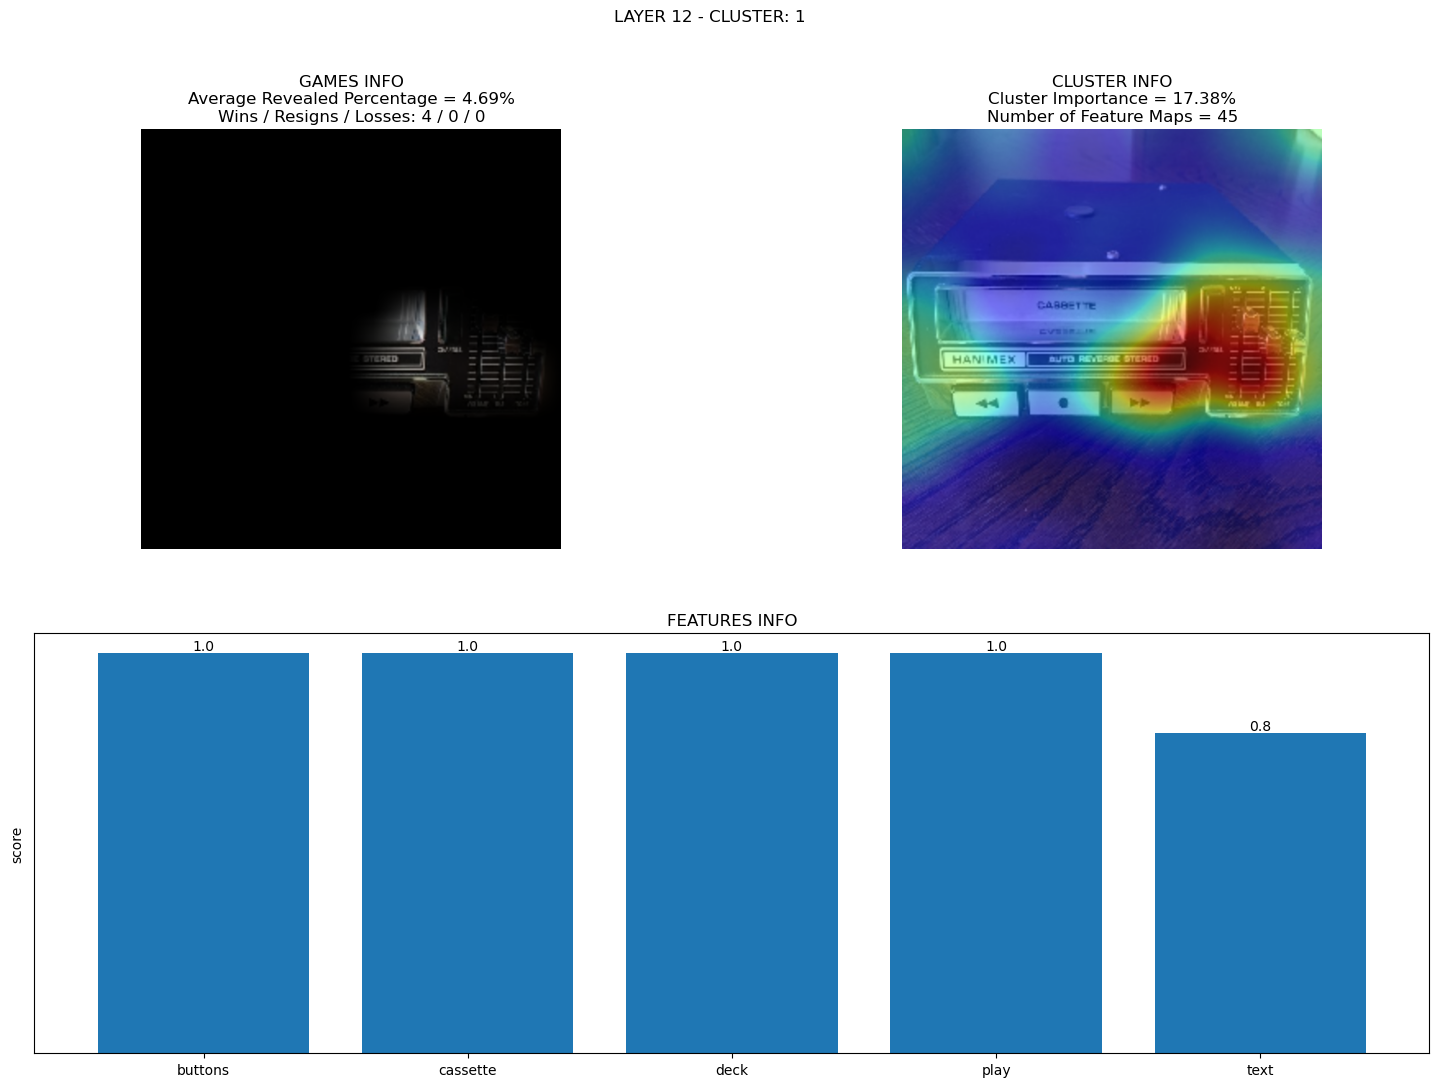 LAYER 12 - CLUSTER: 1
GAMES INFO
Average Revealed Percentage = 4.69%
Wins / Resigns / Losses: 4 / 0 / 0
CLUSTER INFO
Cluster Importance = 17.38%
Number of Feature Maps = 45
STEREO
CASSETTE
HANIMEX
AUTO REVERSE STEREO
FEATURES INFO
1.0
1.0
1.0
1.0
0.8
score
buttons
cassette
deck
play
text